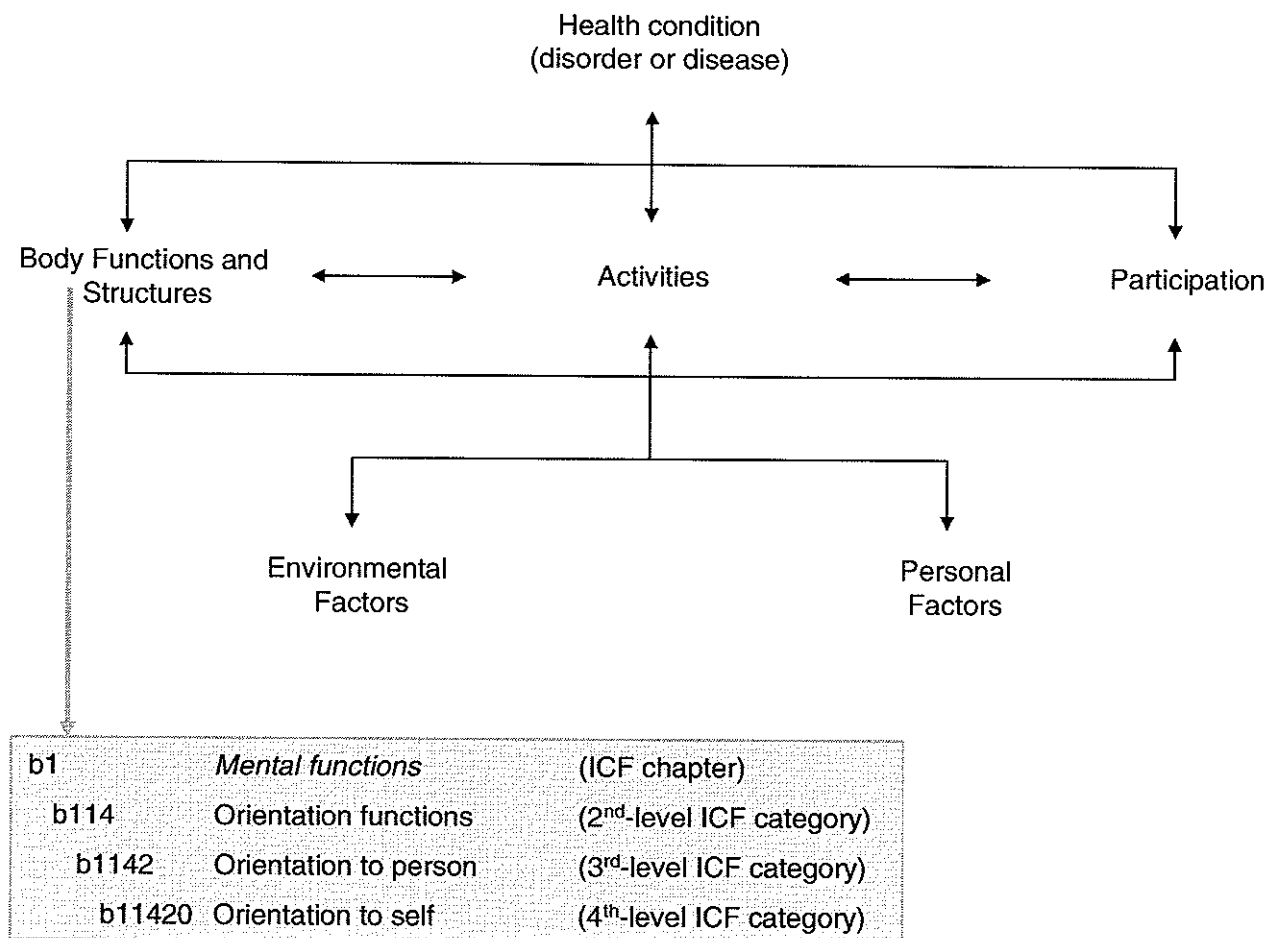 Health condition
(disorder or disease)
Body Functions and
Structures
Activities
Participation
Environmental
Factors
Personal
Factors
b1 Mental functions (ICF chapter)
b114 Orientation functions (2nd-level ICF category)
b1142 Orientation to person (3rd-level ICF category)
b11420 Orientation to self (4th-level ICF category)